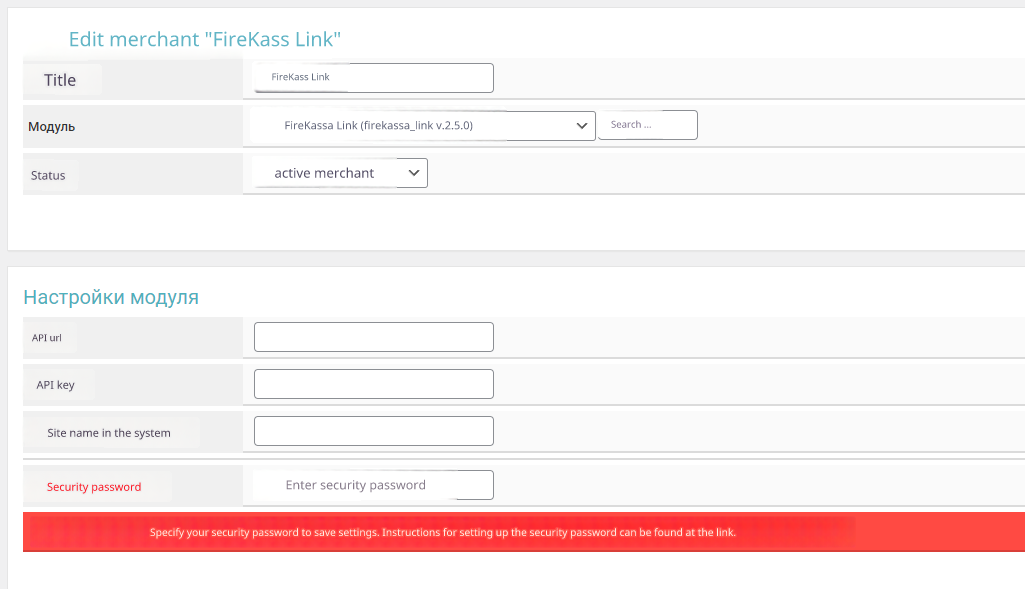 Edit merchant "FireKass Link"
Title
FireKass Link
Модуль
FireKassa Link (firekassa_link v.2.5.0)
Search ...
Status
active merchant
Настройки модуля
API url
API key
Site name in the system
Security password
Enter security password
Specify your security password to save settings. Instructions for setting up the security password can be found at the link.